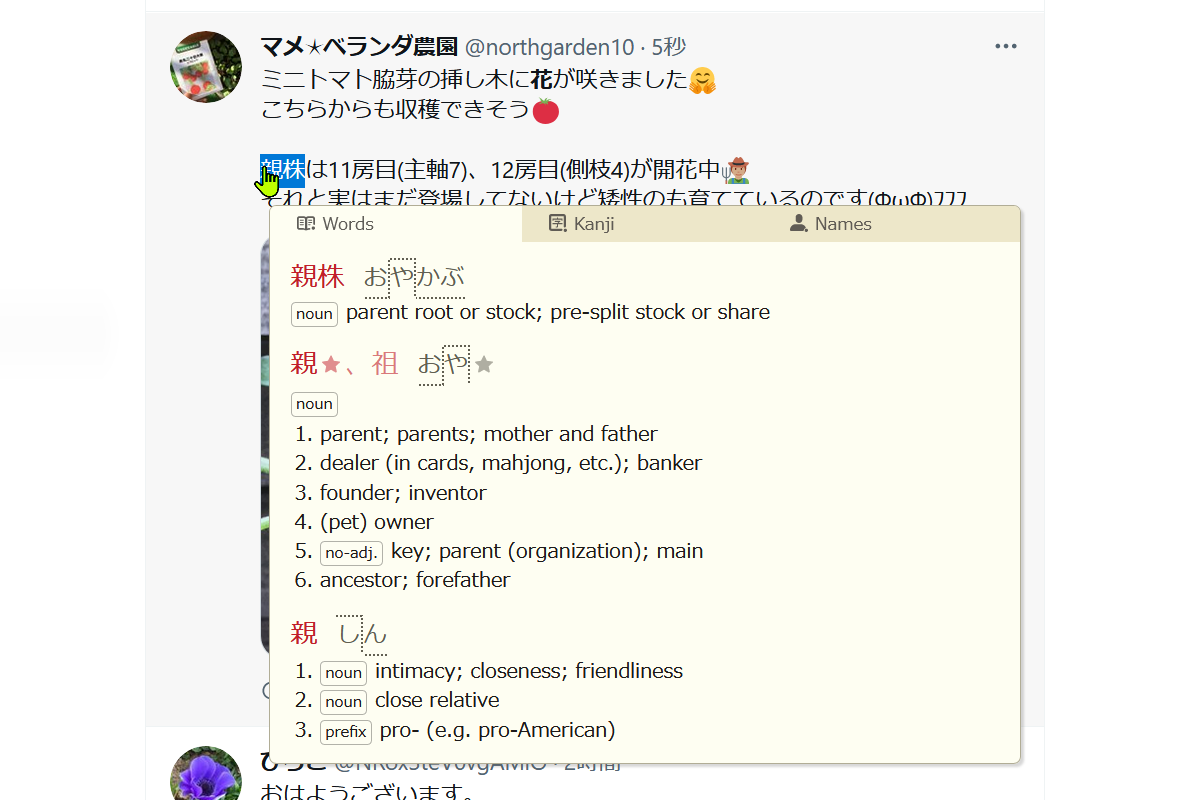 マメ★ベランダ農園 @northgarden10 · 5秒
ミニトマト脇芽の挿し木に花が咲きました🤗
こちらからも収穫できそう🍅
親株は11房目(主軸7)、12房目(側枝4)が開花中👨🏽‍🌾
それと実はまだ登場してないけど矮性のも育てているのです(ΦωΦ)フフフ
Words Kanji Names
親株 おやかぶ
noun parent root or stock; pre-split stock or share
親★、祖 おや★
noun
1. parent; parents; mother and father
2. dealer (in cards, mahjong, etc.); banker
3. founder; inventor
4. (pet) owner
5. no-adj. key; parent (organization); main
6. ancestor; forefather
親 しん
1. noun intimacy; closeness; friendliness
2. noun close relative
3. prefix pro- (e.g. pro-American)
2時間
おはようございます。